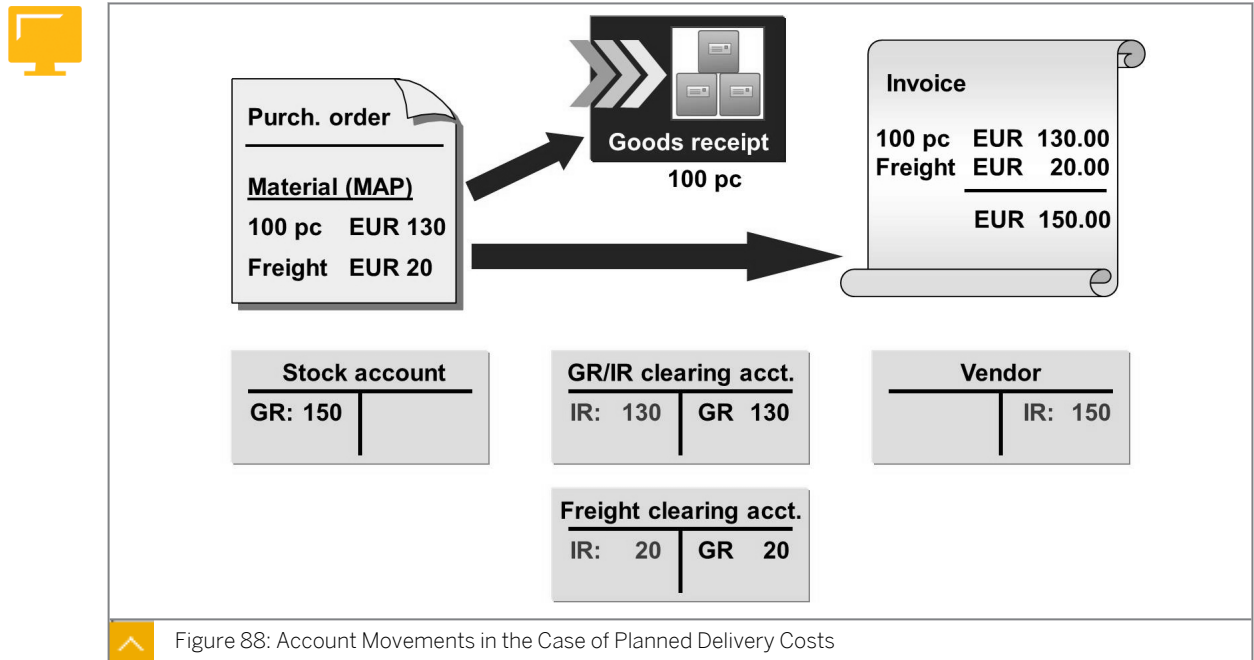 Purch. order
Material (MAP)
100 pc EUR 130
Freight EUR 20
Goods receipt
100 pc
Invoice
100 pc EUR 130.00
Freight EUR 20.00
EUR 150.00
Stock account
GR: 150
GR/IR clearing acct.
IR: 130 GR 130
Vendor
IR: 150
Freight clearing acct.
IR: 20 GR 20
Figure 88: Account Movements in the Case of Planned Delivery Costs